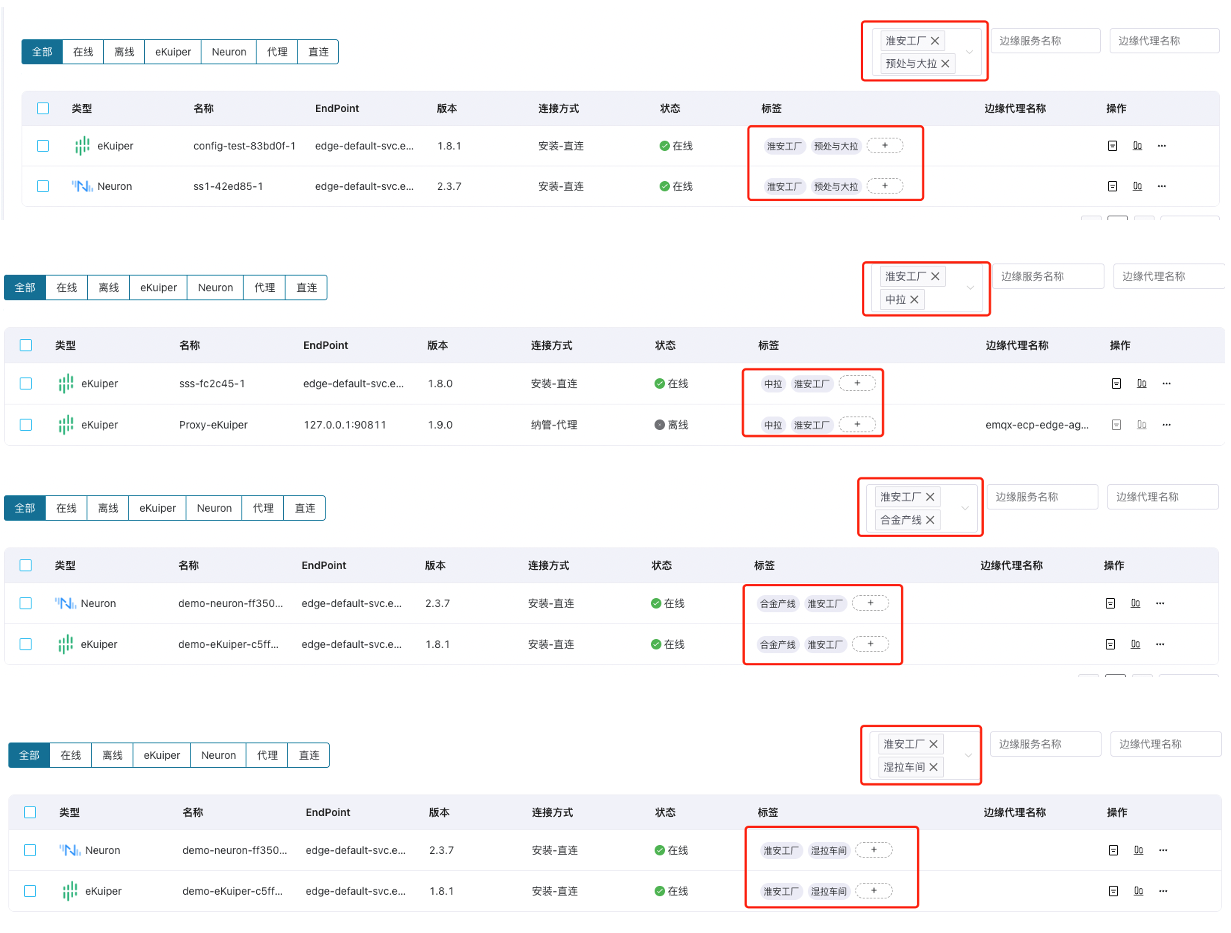 淮安工厂 ×
全部 在线 离线 eKuiper Neuron 代理 直连 边缘服务名称 边缘代理名称
预处与大拉 ×
类型 名称 EndPoint 版本 连接方式 状态 标签 边缘代理名称 操作
eKuiper config-test-83bd0f-1 edge-default-svc.e... 1.8.1 安装-直连 在线 淮安工厂 预处与大拉 + ...
Neuron ss1-42ed85-1 edge-default-svc.e... 2.3.7 安装-直连 在线 淮安工厂 预处与大拉 + ...
淮安工厂 ×
全部 在线 离线 eKuiper Neuron 代理 直连 边缘服务名称 边缘代理名称
中拉 ×
类型 名称 EndPoint 版本 连接方式 状态 标签 边缘代理名称 操作
eKuiper sss-fc2c45-1 edge-default-svc.e... 1.8.0 安装-直连 在线 中拉 淮安工厂 + ...
eKuiper Proxy-eKuiper 127.0.0.1:90811 1.9.0 纳管-代理 离线 中拉 淮安工厂 + emqx-ecp-edge-ag... ...
淮安工厂 ×
全部 在线 离线 eKuiper Neuron 代理 直连 边缘服务名称 边缘代理名称
合金产线 ×
类型 名称 EndPoint 版本 连接方式 状态 标签 边缘代理名称 操作
Neuron demo-neuron-ff350... edge-default-svc.e... 2.3.7 安装-直连 在线 合金产线 淮安工厂 + ...
eKuiper demo-eKuiper-c5ff... edge-default-svc.e... 1.8.1 安装-直连 在线 合金产线 淮安工厂 + ...
淮安工厂 ×
全部 在线 离线 eKuiper Neuron 代理 直连 边缘服务名称 边缘代理名称
湿拉车间 ×
类型 名称 EndPoint 版本 连接方式 状态 标签 边缘代理名称 操作
Neuron demo-neuron-ff350... edge-default-svc.e... 2.3.7 安装-直连 在线 淮安工厂 湿拉车间 + ...
eKuiper demo-eKuiper-c5ff... edge-default-svc.e... 1.8.1 安装-直连 在线 淮安工厂 湿拉车间 + ...